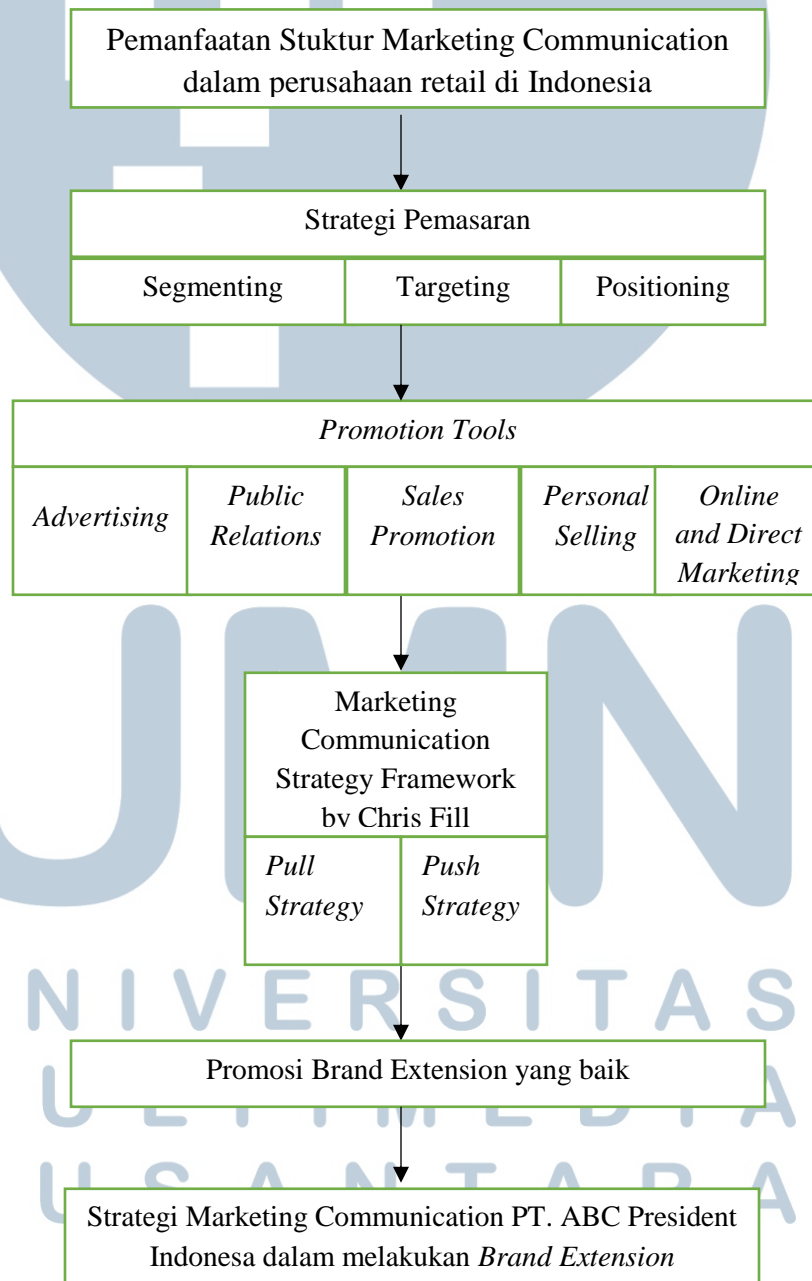 Pemanfaatan Stuktur Marketing Communication
dalam perusahaan retail di Indonesia
Strategi Pemasaran
Segmenting Targeting Positioning
Promotion Tools
Advertising
Public
Relations
Sales
Promotion
Personal
Selling
Online
and Direct
Marketing
Marketing
Communication
Strategy Framework
by Chris Fill
Pull
Strategy
Push
Strategy
NIVERSITAS
Promosi Brand Extension yang baik
Strategi Marketing Communication PT. ABC President
Indonesa dalam melakukan Brand Extension